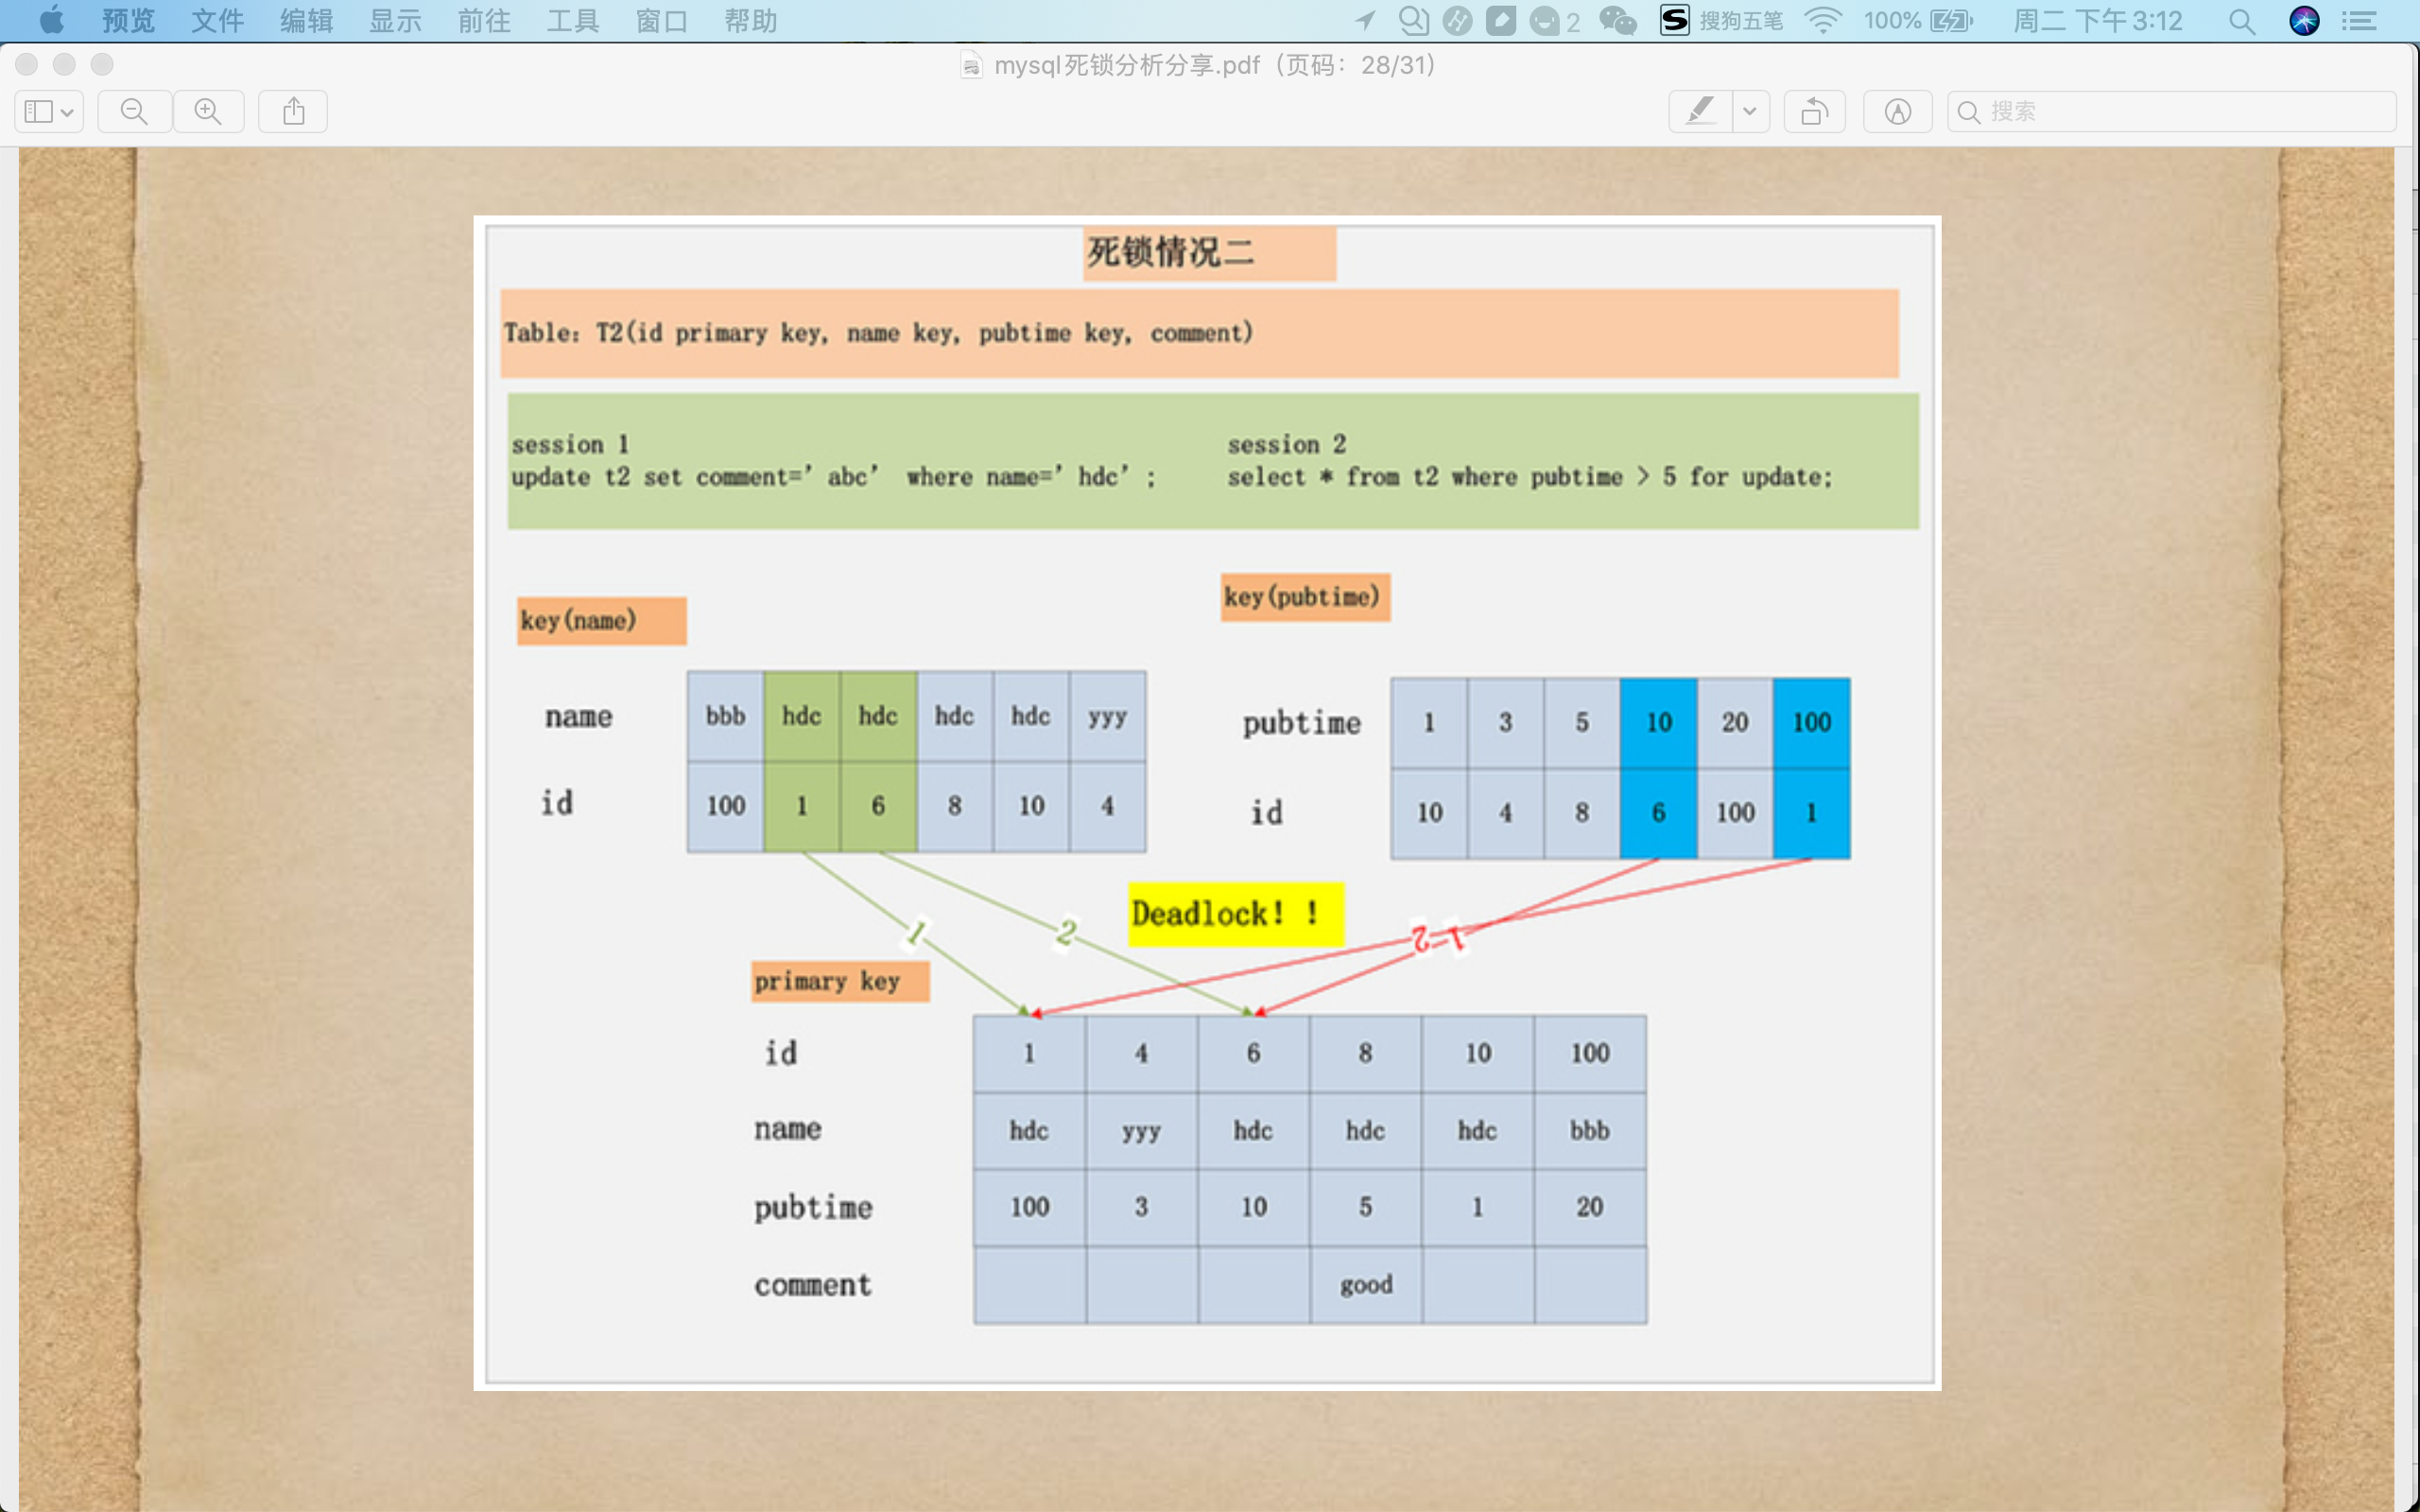 预览 文件 编辑 显示 前往 工具 窗口 帮助 2 S 搜狗五笔 100% 周二 下午 3:12
mysql死锁分析分享.pdf（页码：28/31）
搜索
死锁情况二
Table: T2(id primary key, name key, pubtime key, comment)
session 1
update t2 set comment=’abc’ where name=’hdc’;
session 2
select * from t2 where pubtime > 5 for update;
key(name)
name bbb hdc hdc hdc hdc yyy
id 100 1 6 8 10 4
key(pubtime)
pubtime 1 3 5 10 20 100
id 10 4 8 6 100 1
1 2
Deadlock！！
2 1
primary key
id 1 4 6 8 10 100
name hdc yyy hdc hdc hdc bbb
pubtime 100 3 10 5 1 20
comment good